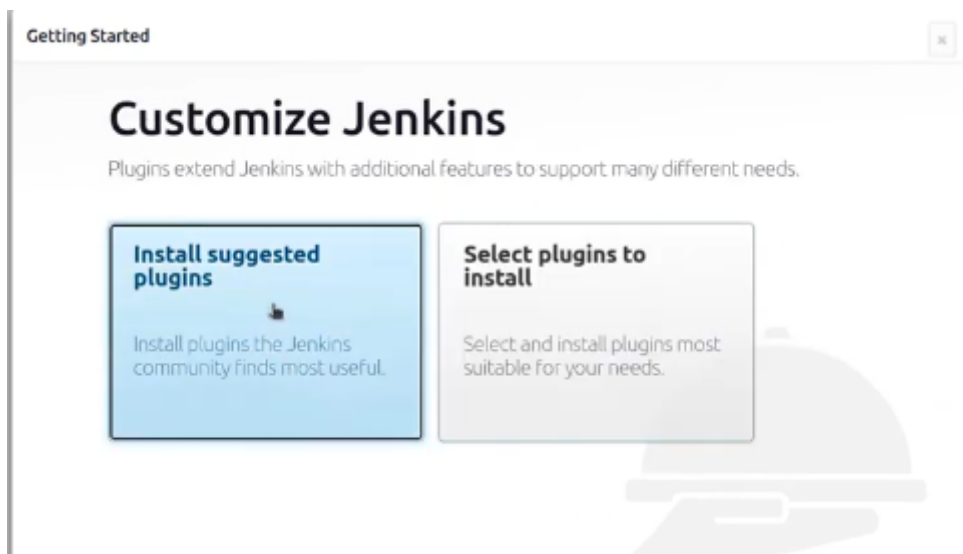 Getting Started
Customize Jenkins
Plugins extend Jenkins with additional features to support many different needs.
Install suggested
plugins
Install plugins the Jenkins
community finds most useful.
Select plugins to
install
Select and install plugins most
suitable for your needs.